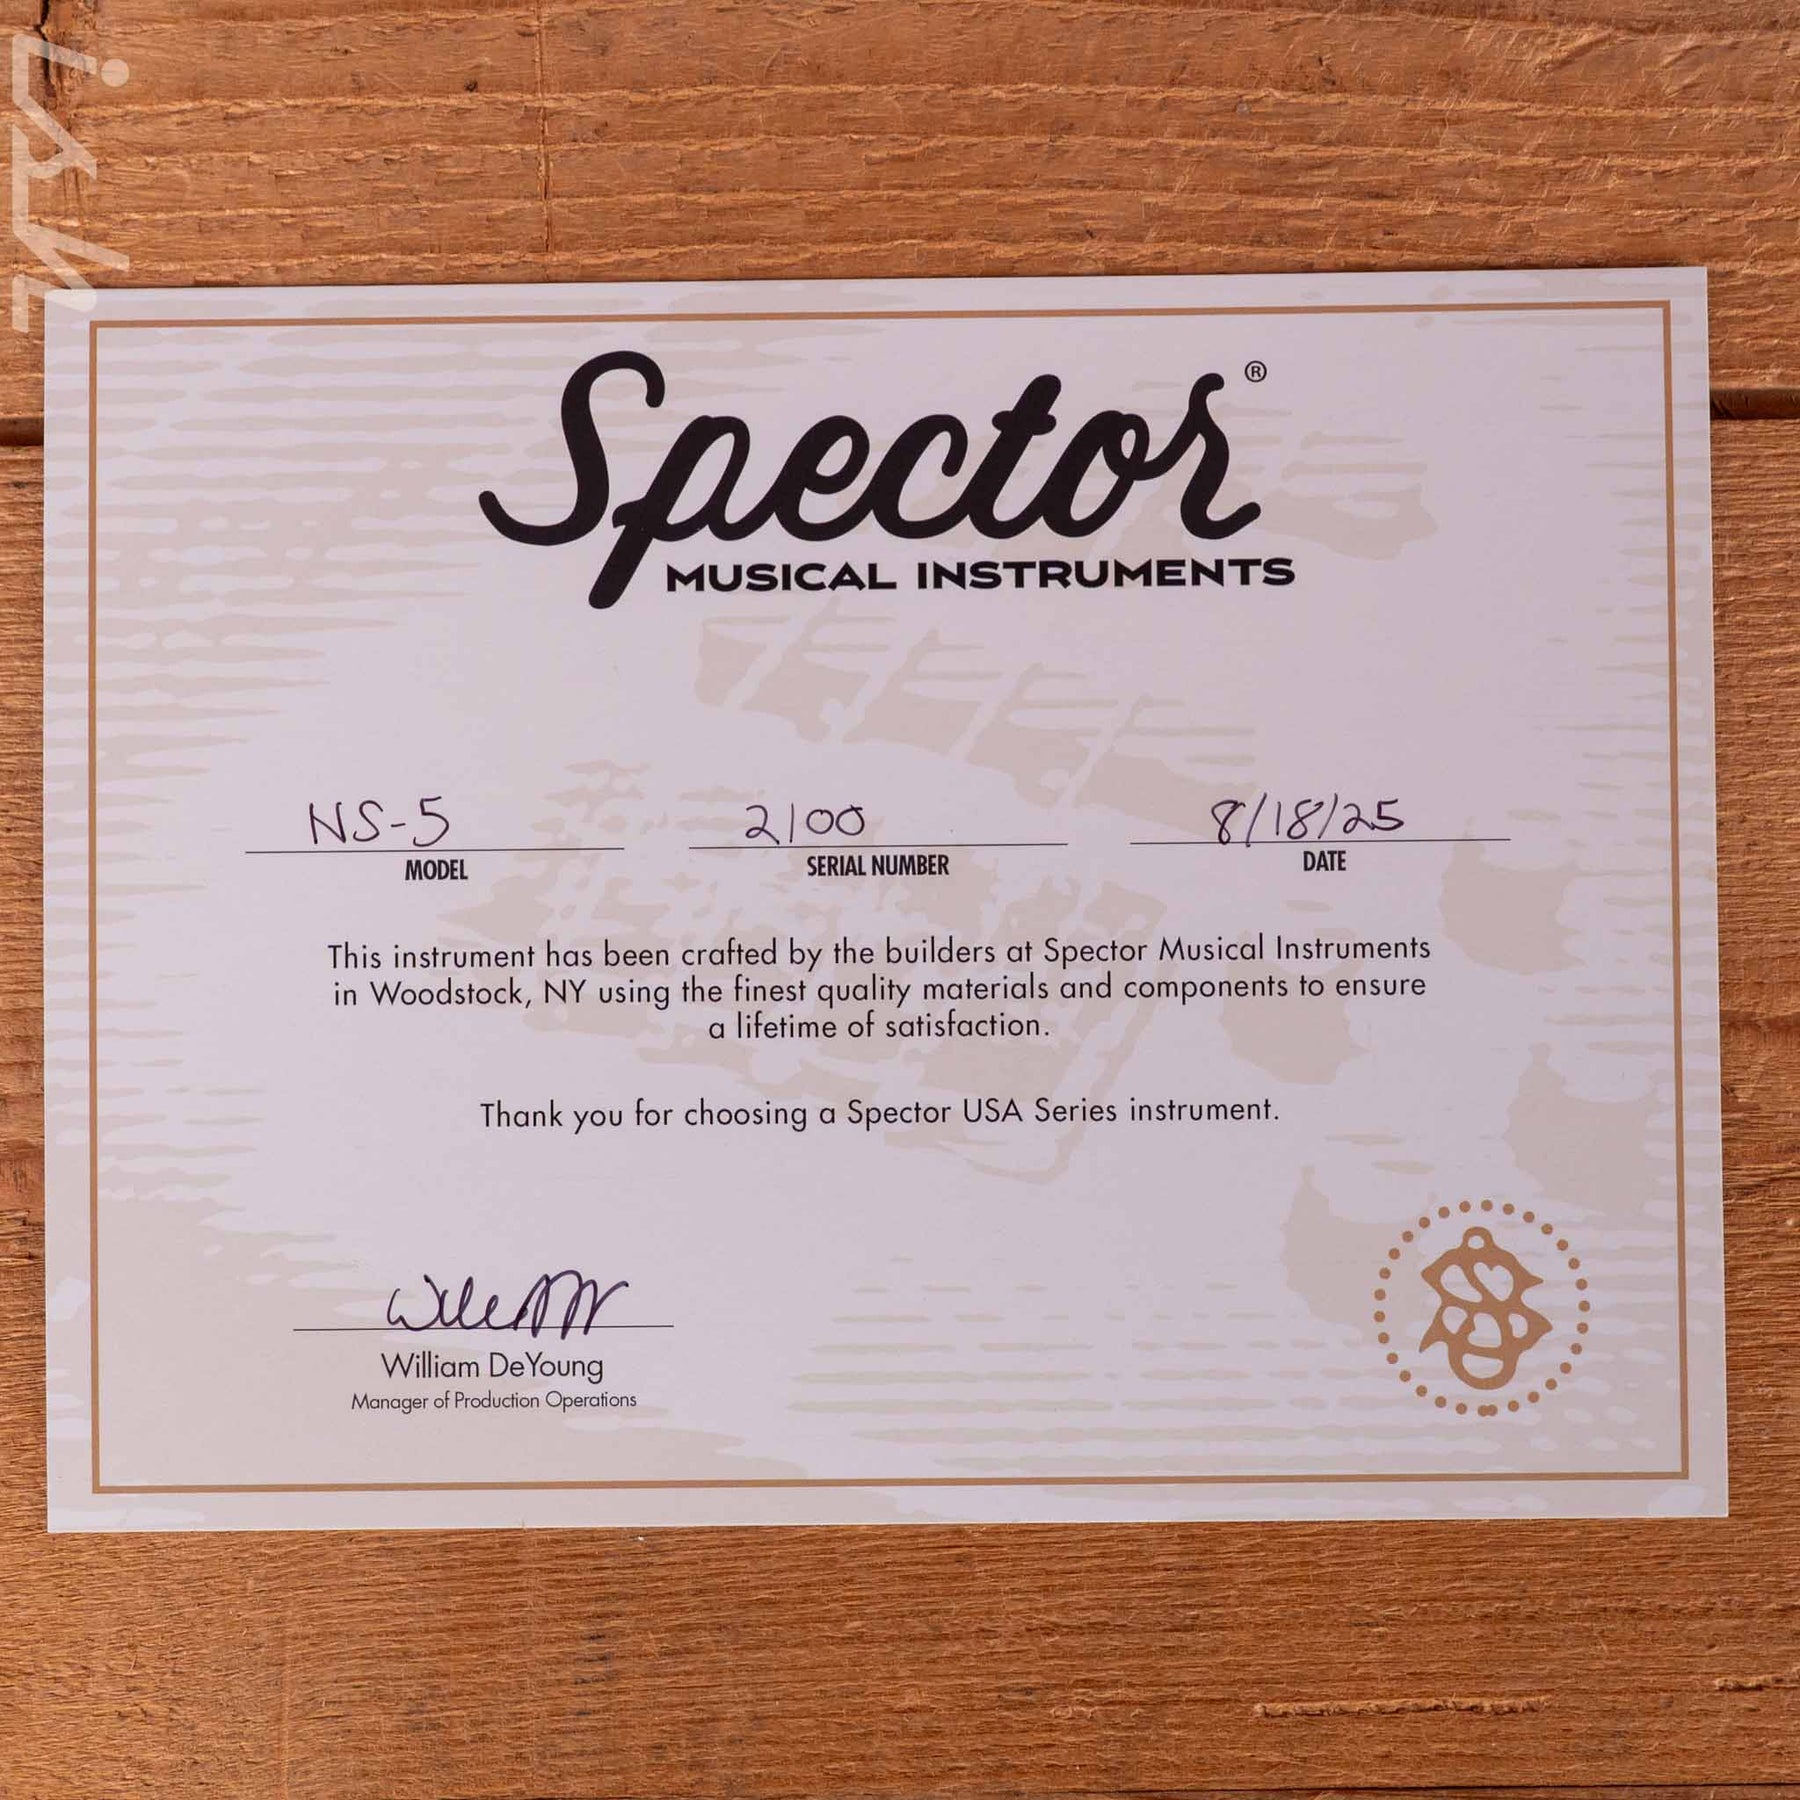 Spector®
MUSICAL INSTRUMENTS
NS-5 2100 8/18/25
MODEL SERIAL NUMBER DATE
This instrument has been crafted by the builders at Spector Musical Instruments
in Woodstock, NY using the finest quality materials and components to ensure
a lifetime of satisfaction.
Thank you for choosing a Spector USA Series instrument.
William DeYoung
Manager of Production Operations